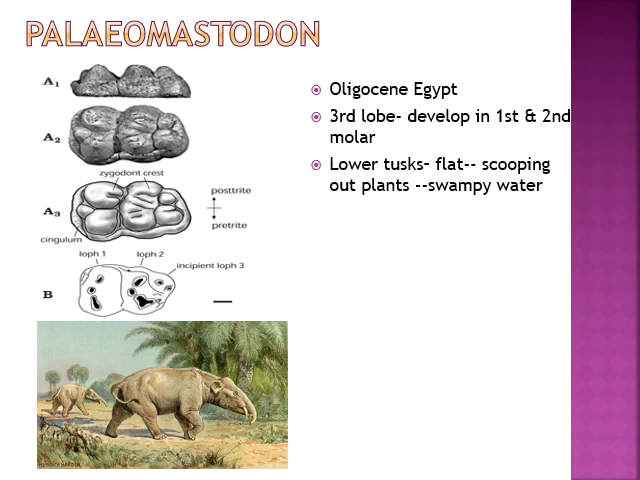 PALAEOMASTODON
A1
A2
zygodont crest
posttrite
A3
pretrite
cingulum
loph 1
loph 2
incipient loph 3
B
Oligocene Egypt
3rd lobe- develop in 1st & 2nd
molar
Lower tusks– flat-- scooping
out plants --swampy water